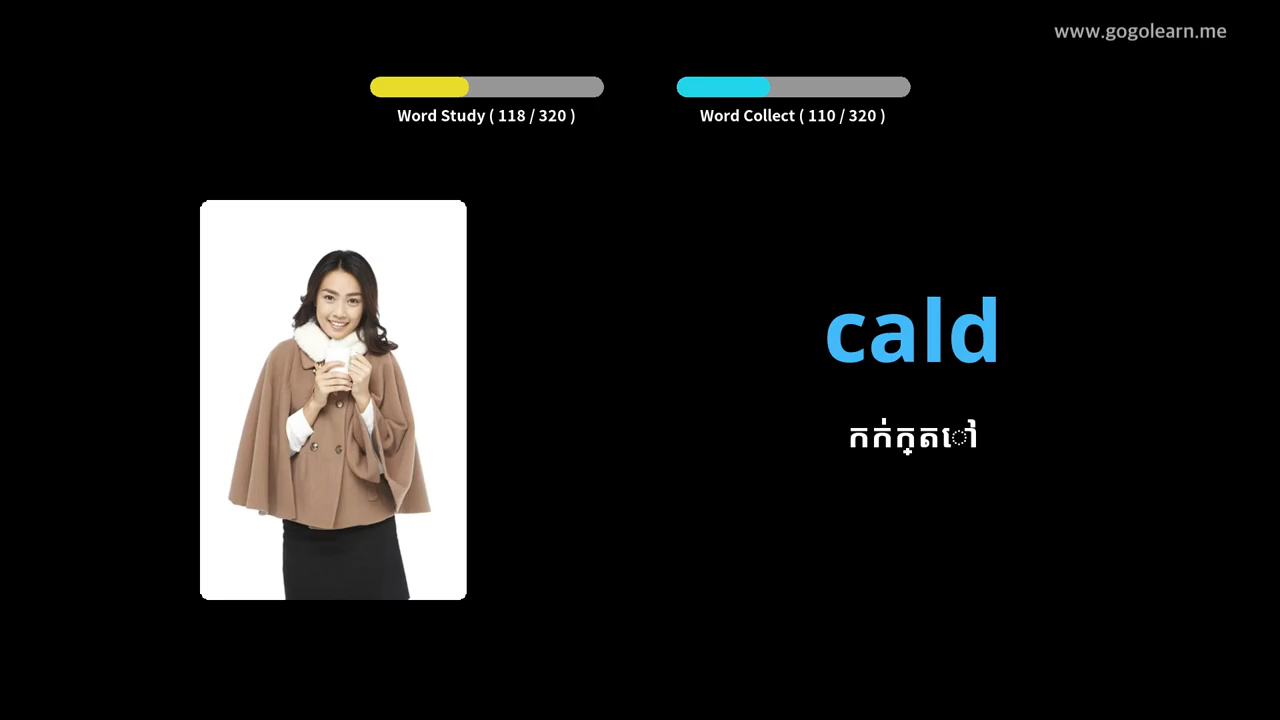 www.gogolearn.me
Word Study ( 118 / 320 )
Word Collect ( 110 / 320 )
cald
កក់ក្តៅ